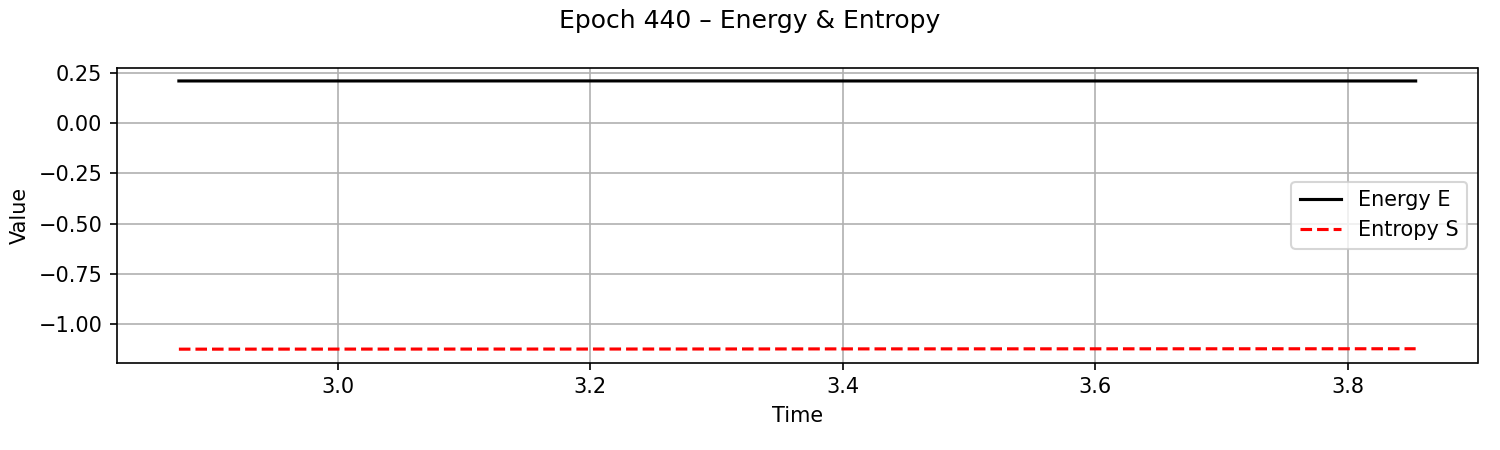 Epoch 440 – Energy & Entropy
0.25
0.00
−0.25
−0.50
−0.75
−1.00
Value
Energy E
Entropy S
3.0 3.2 3.4 3.6 3.8
Time